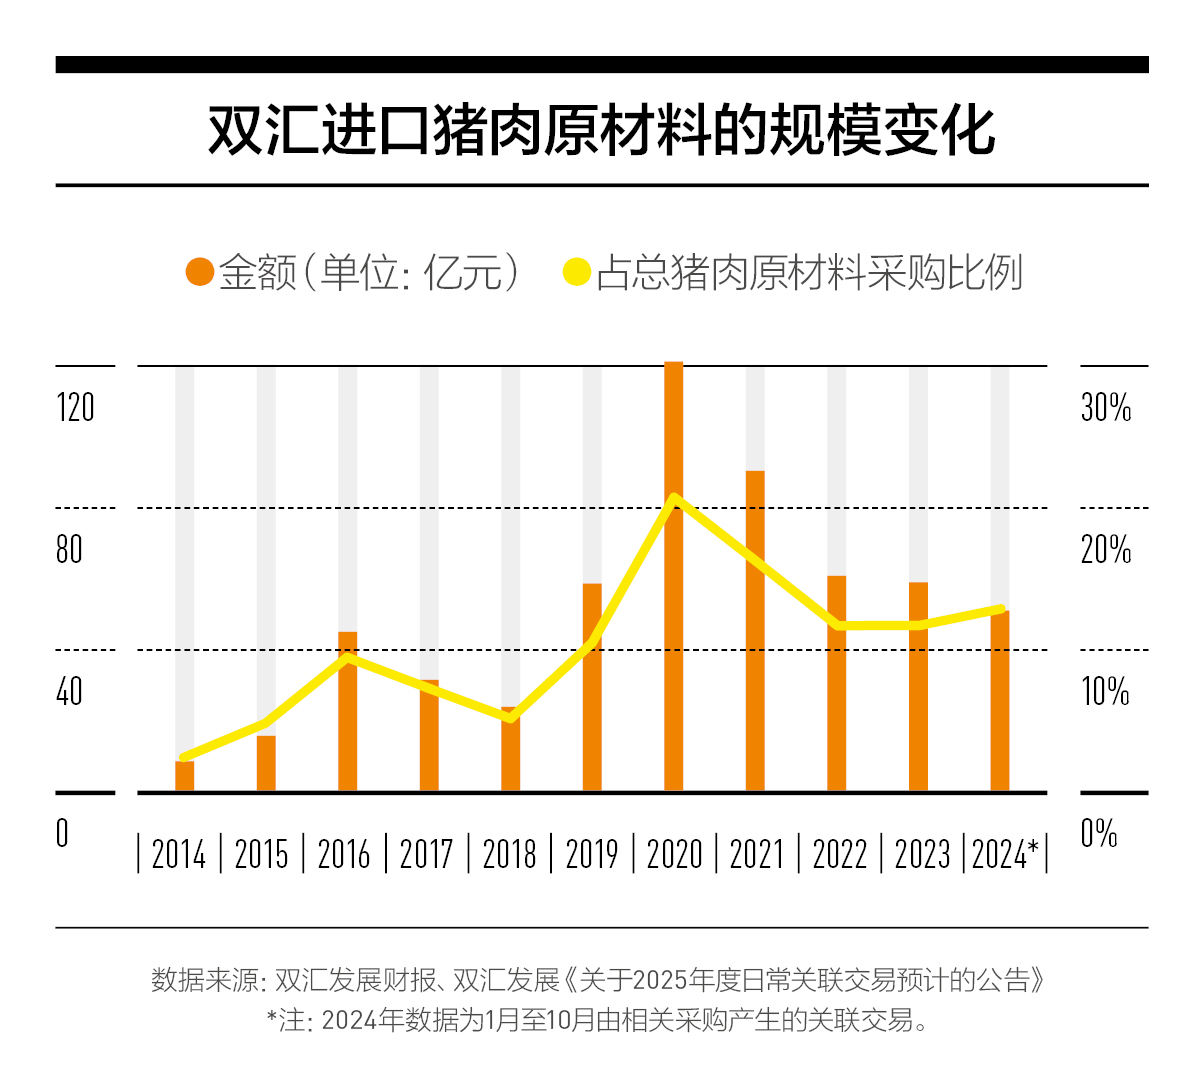 双汇进口猪肉原材料的规模变化
金额（单位：亿元） 占总猪肉原材料采购比例
120 30%
80 20%
40 10%
0 0%
2014 | 2015 | 2016 | 2017 | 2018 | 2019 | 2020 | 2021 | 2022 | 2023 | 2024*
数据来源：双汇发展财报、双汇发展《关于2025年度日常关联交易预计的公告》
*注：2024年数据为1月至10月由相关采购产生的关联交易。